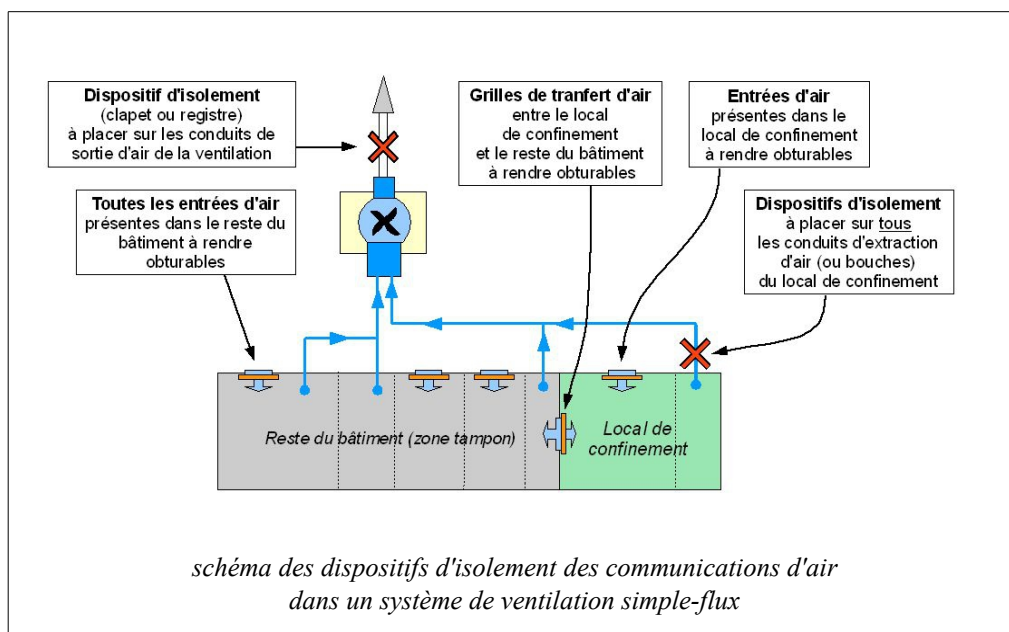 Dispositif d'isolement
(clapet ou registre)
à placer sur les conduits de
sortie d'air de la ventilation
Grilles de tranfert d'air
entre le local
de confinement
et le reste du bâtiment
à rendre obturables
Entrées d'air
présentes dans le
local de confinement
à rendre obturables
Toutes les entrées d'air
présentes dans le reste du
bâtiment à rendre
obturables
Dispositifs d'isolement
à placer sur tous
les conduits d'extraction
d'air (ou bouches)
du local de confinement
Reste du bâtiment (zone tampon)
Local de
confinement
schéma des dispositifs d'isolement des communications d'air
dans un système de ventilation simple-flux